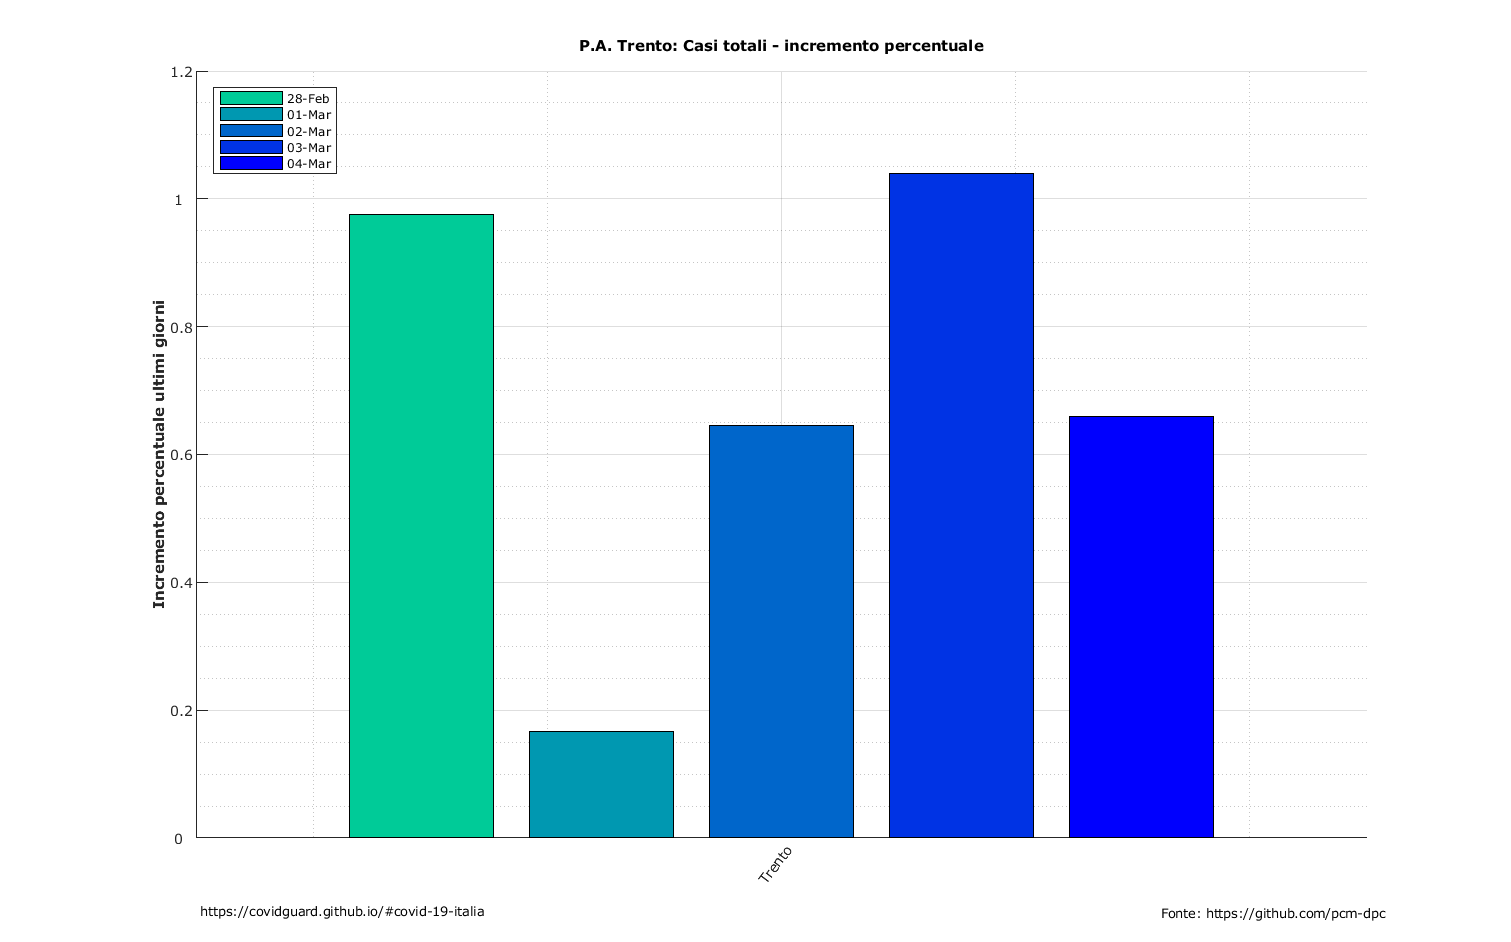 P.A. Trento: Casi totali - incremento percentuale
1.2
1
0.8
0.6
0.4
0.2
0
Incremento percentuale ultimi giorni
28-Feb
01-Mar
02-Mar
03-Mar
04-Mar
Trento
https://covidguard.github.io/#covid-19-italia
Fonte: https://github.com/pcm-dpc